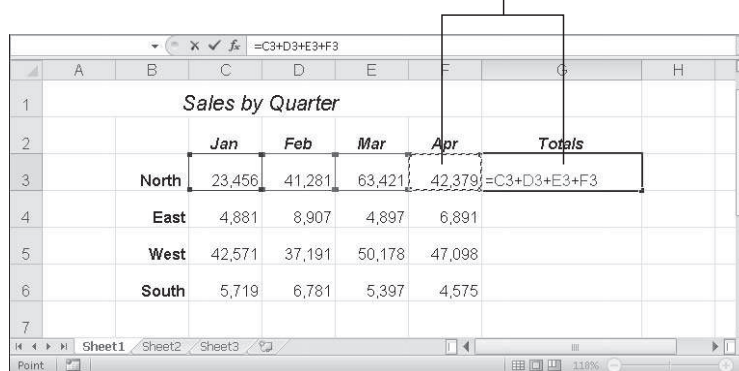 =C3+D3+E3+F3
A B C D E F G H
1 Sales by Quarter
2 Jan Feb Mar Apr Totals
3 North 23,456 41,281 63,421 42,379 =C3+D3+E3+F3
4 East 4,881 8,907 4,897 6,891
5 West 42,571 37,191 50,178 47,098
6 South 5,719 6,781 5,397 4,575
7
Sheet1 Sheet2 Sheet3
Point 118%